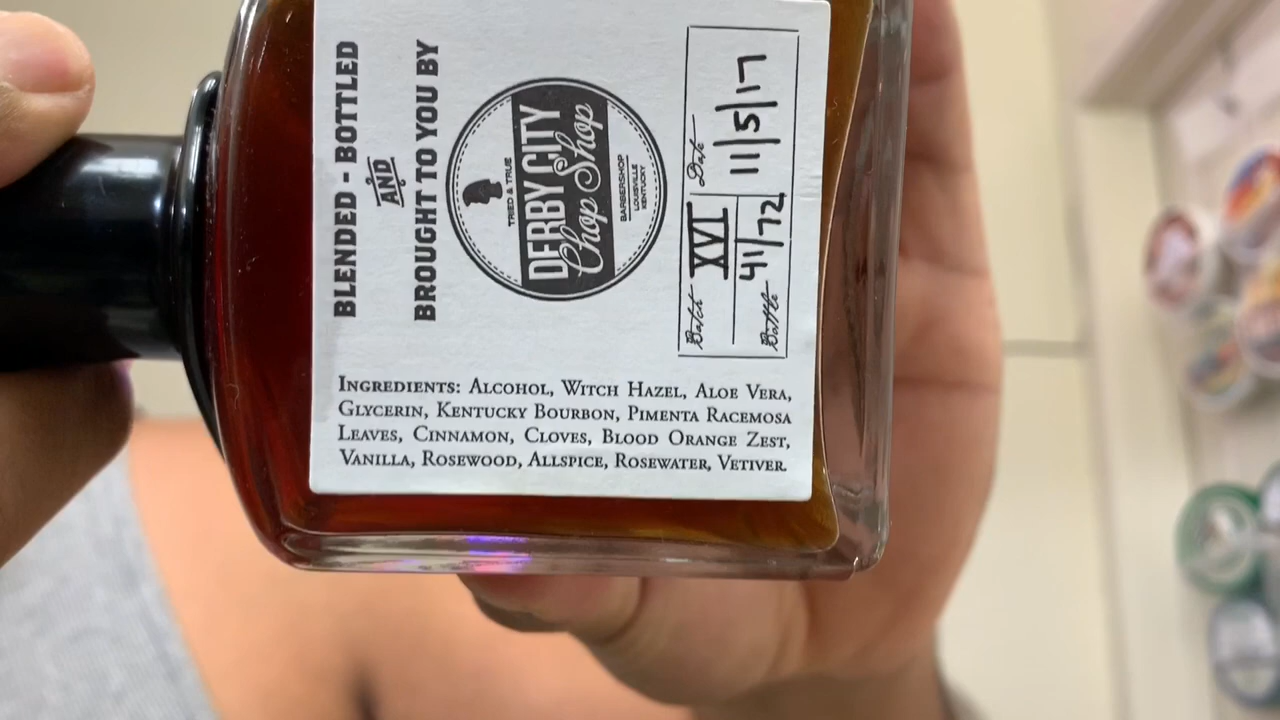 BLENDED - BOTTLED
AND
BROUGHT TO YOU BY
TRIED & TRUE
DERBY CITY
Chop Shop
BARBERSHOP
LOUISVILLE
KENTUCKY
Batch XVI Date 11/5/17
Bottle 41/72
INGREDIENTS: ALCOHOL, WITCH HAZEL, ALOE VERA,
GLYCERIN, KENTUCKY BOURBON, PIMENTA RACEMOSA
LEAVES, CINNAMON, CLOVES, BLOOD ORANGE ZEST,
VANILLA, ROSEWOOD, ALLSPICE, ROSEWATER, VETIVER.